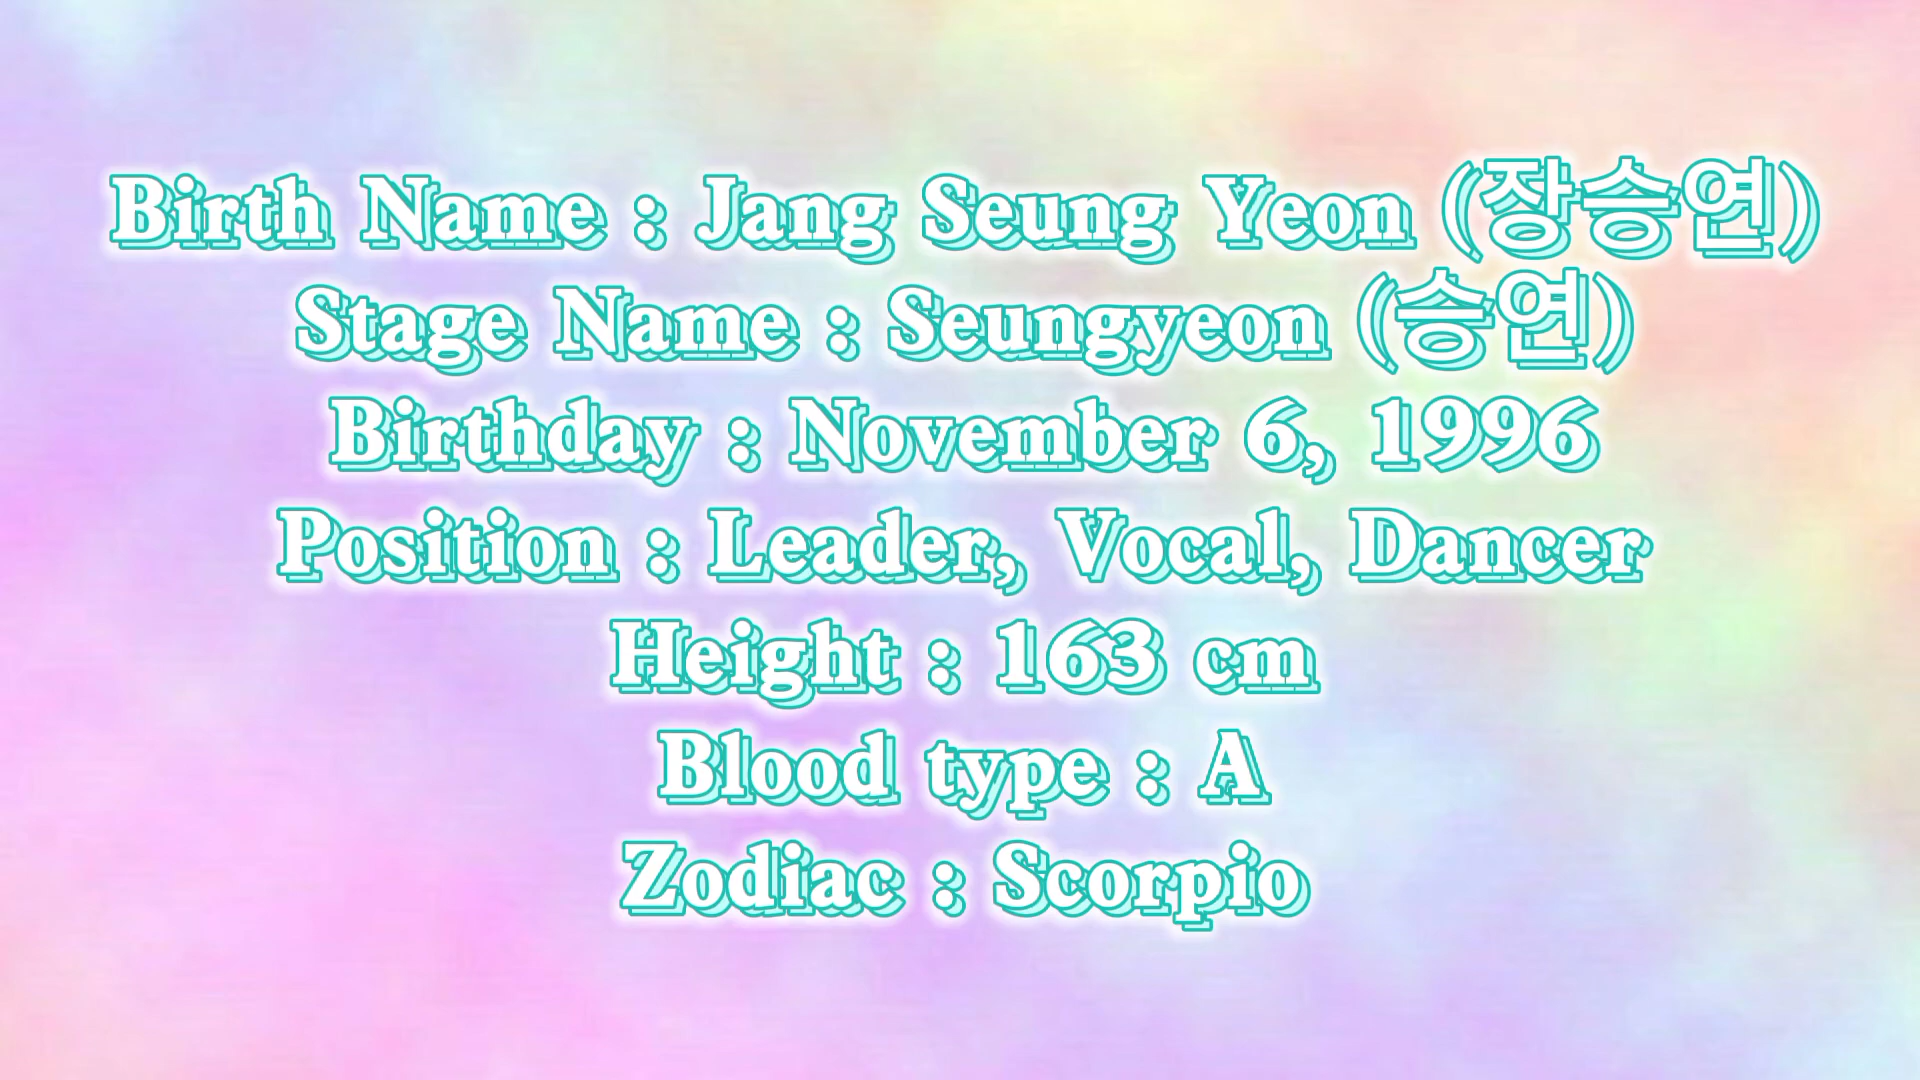 Birth Name : Jang Seung Yeon (장승연)
Stage Name : Seungyeon (승연)
Birthday : November 6, 1996
Position : Leader, Vocal, Dancer
Height : 163 cm
Blood type : A
Zodiac : Scorpio